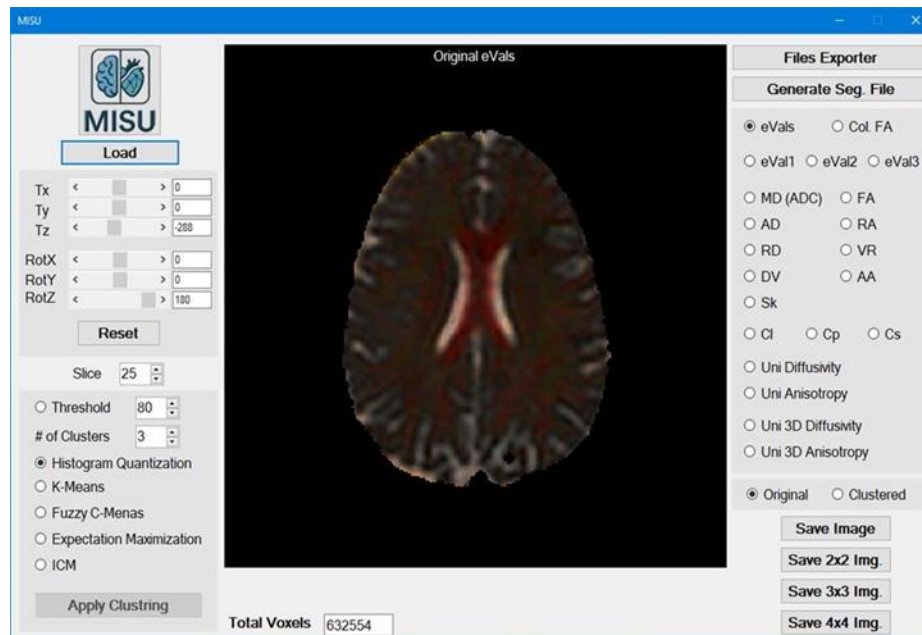 MISU
Original eVals
MISU
Load
Tx < > 0
Ty < > 0
Tz < > -288
RotX < > 0
RotY < > 0
RotZ < > 180
Reset
Slice 25
Threshold 80
# of Clusters 3
Histogram Quantization
K-Means
Fuzzy C-Menas
Expectation Maximization
ICM
Apply Clustring
Total Voxels 632554
Files Exporter
Generate Seg. File
eVals Col. FA
eVal1 eVal2 eVal3
MD (ADC) FA
AD RA
RD VR
DV AA
Sk
Cl Cp Cs
Uni Diffusivity
Uni Anisotropy
Uni 3D Diffusivity
Uni 3D Anisotropy
Original Clustered
Save Image
Save 2x2 Img.
Save 3x3 Img.
Save 4x4 Img.